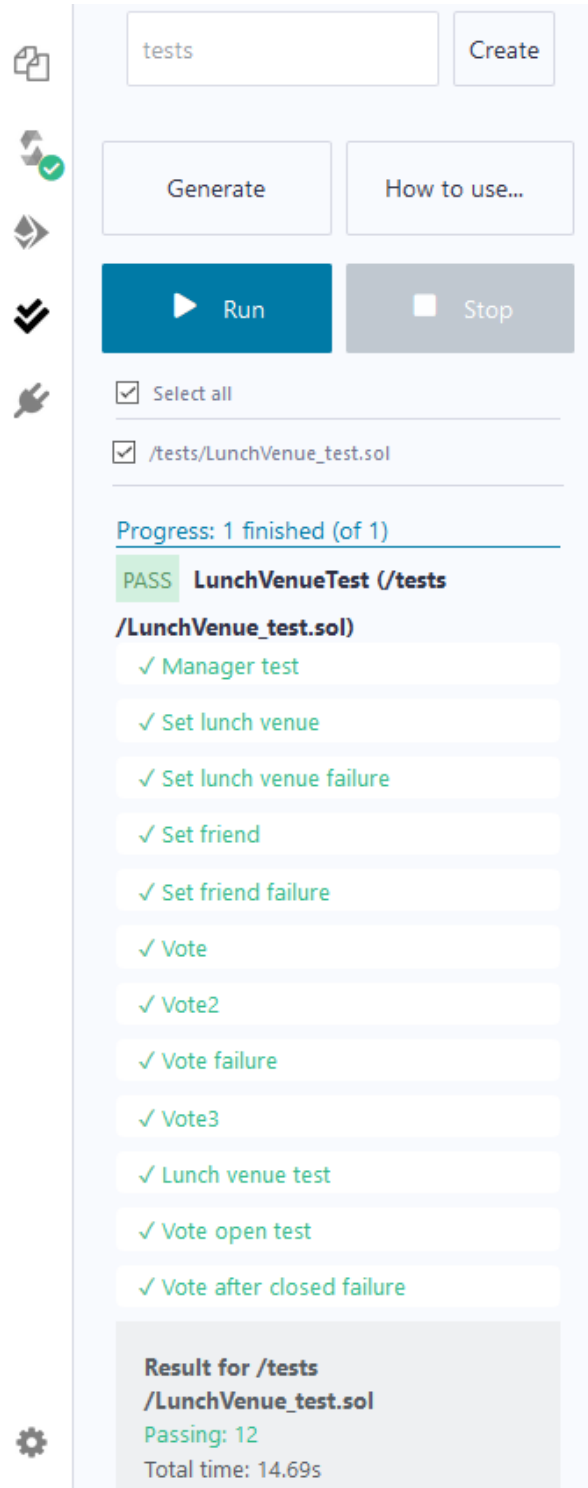 tests
Create
Generate
How to use...
Run
Stop
Select all
/tests/LunchVenue_test.sol
Progress: 1 finished (of 1)
PASS LunchVenueTest (/tests
/LunchVenue_test.sol)
✓ Manager test
✓ Set lunch venue
✓ Set lunch venue failure
✓ Set friend
✓ Set friend failure
✓ Vote
✓ Vote2
✓ Vote failure
✓ Vote3
✓ Lunch venue test
✓ Vote open test
✓ Vote after closed failure
Result for /tests
/LunchVenue_test.sol
Passing: 12
Total time: 14.69s